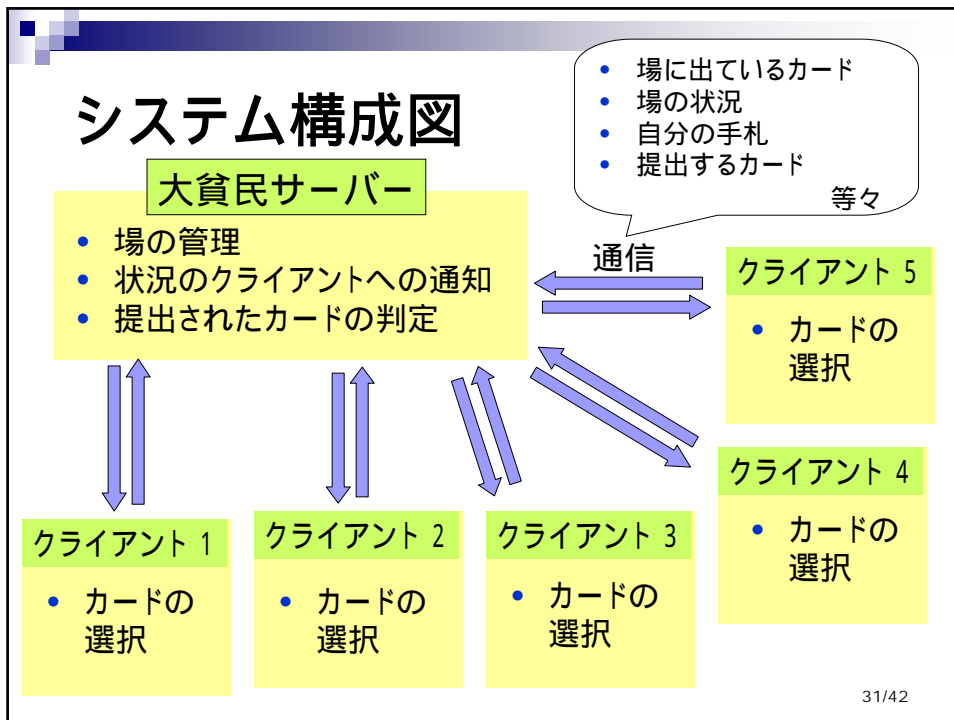 システム構成図
• 場に出ているカード
• 場の状況
• 自分の手札
• 提出するカード
等々
大貧民サーバー
• 場の管理
• 状況のクライアントへの通知
• 提出されたカードの判定
通信
クライアント 5
• カードの
選択
クライアント 4
• カードの
選択
クライアント 1
• カードの
選択
クライアント 2
• カードの
選択
クライアント 3
• カードの
選択
31/42